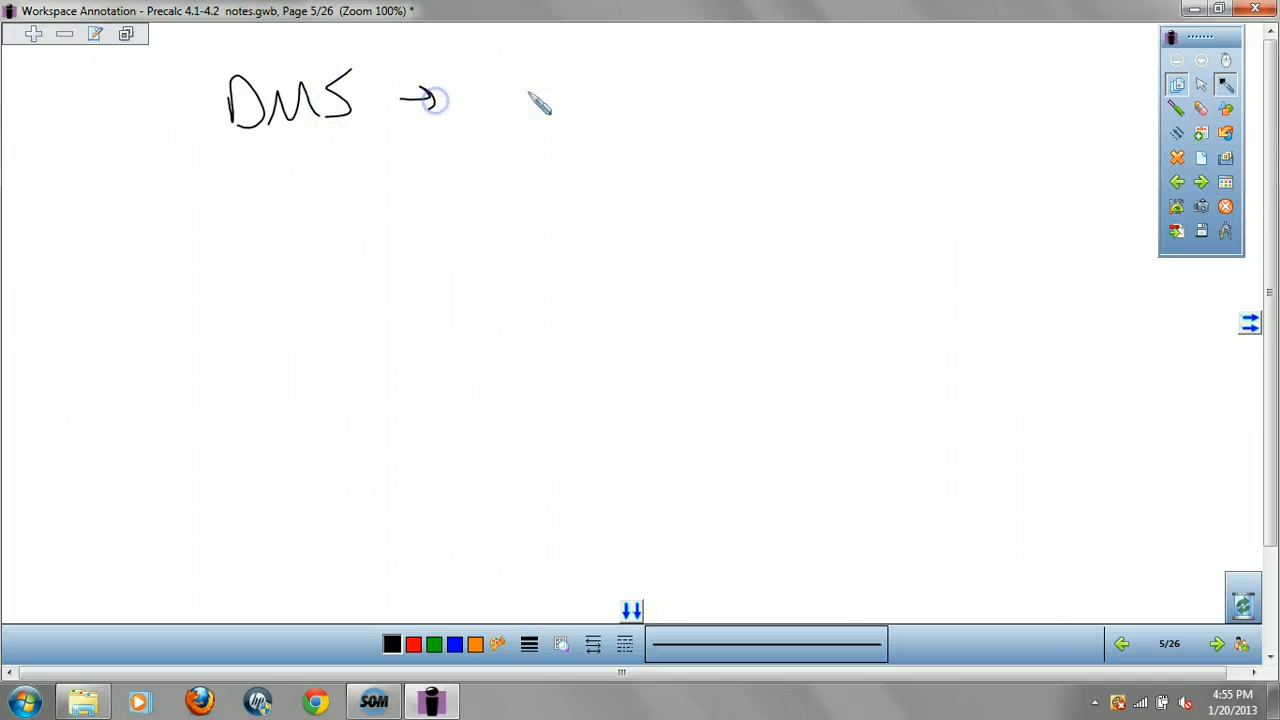 Workspace Annotation - Precalc 4.1-4.2 notes.gwb, Page 5/26 (Zoom 100%) *
DMS →
5/26
SOM
4:55 PM
1/20/2013